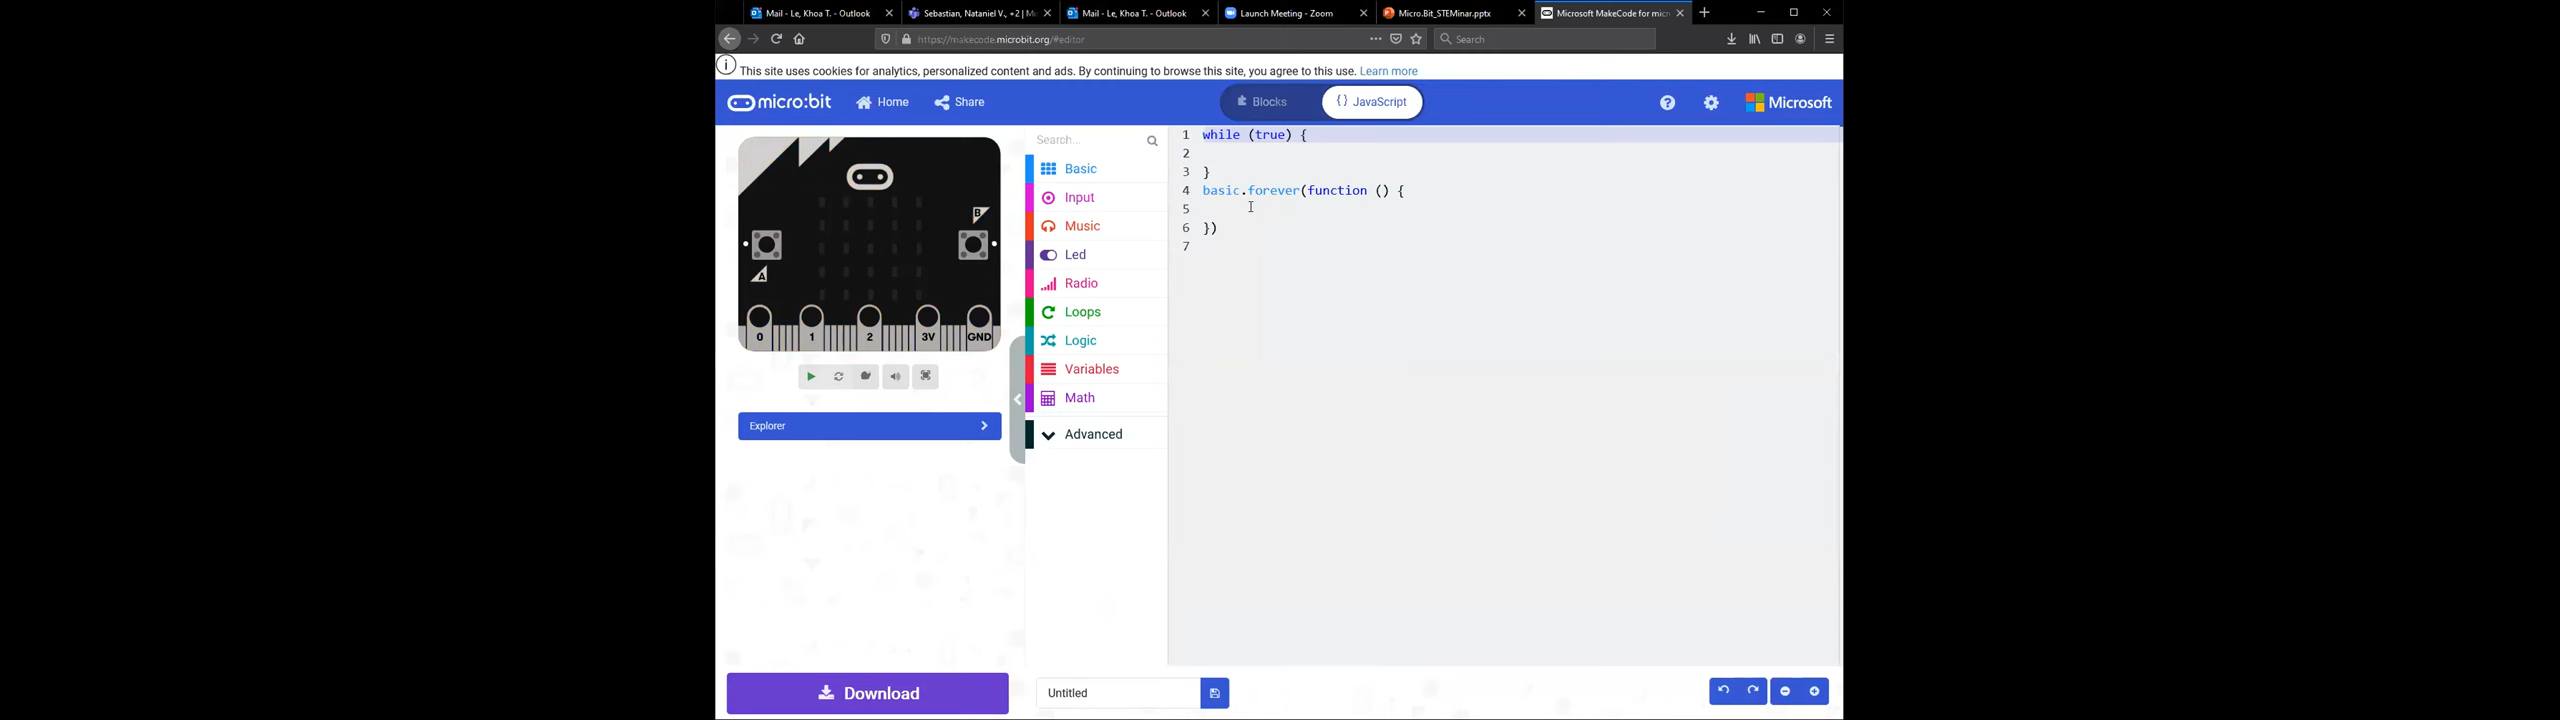 Mail - Le, Khoa T. - Outlook
Sebastian, Nataniel V., +2 | Mi
Mail - Le, Khoa T. - Outlook
Launch Meeting - Zoom
Micro.Bit_STEMinar.pptx
Microsoft MakeCode for micr
https://makecode.microbit.org/#editor
Search
This site uses cookies for analytics, personalized content and ads. By continuing to browse this site, you agree to this use. Learn more
micro:bit
Home
Share
Blocks
{} JavaScript
Microsoft
B
A
0 1 2 3V GND
Explorer
Search...
Basic
Input
Music
Led
Radio
Loops
Logic
Variables
Math
Advanced
1 while (true) {
2
3 }
4 basic.forever(function () {
5
6 })
7
Download
Untitled